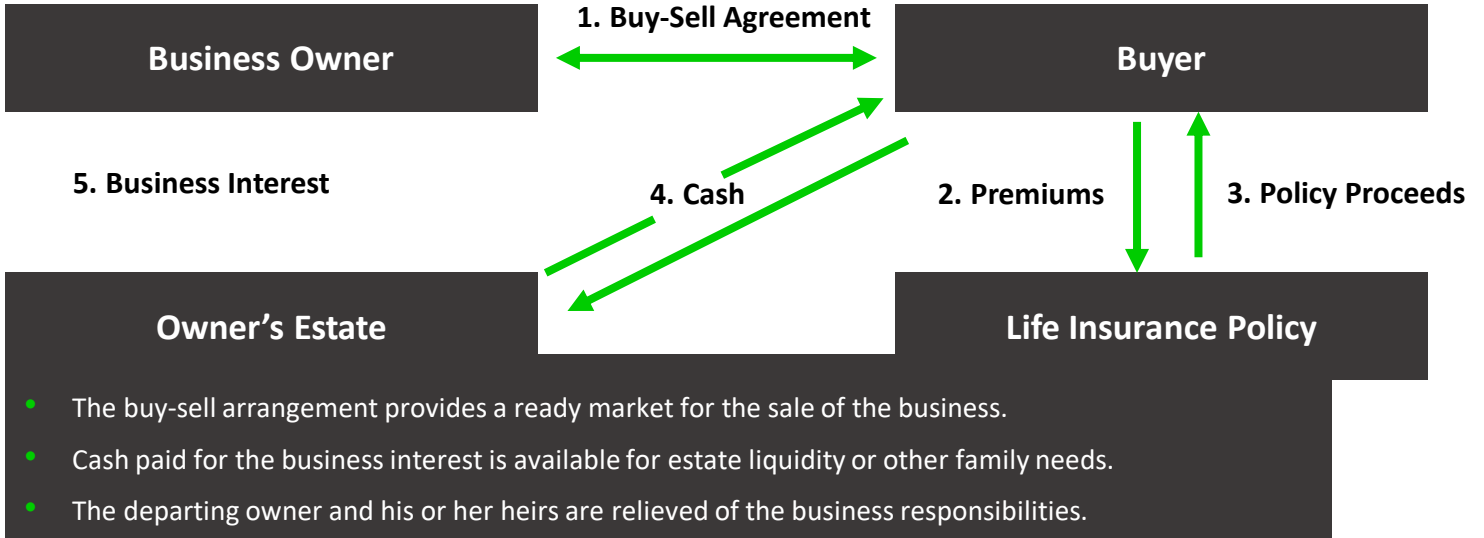 1. Buy-Sell Agreement
Business Owner
Buyer
5. Business Interest
4. Cash
2. Premiums
3. Policy Proceeds
Owner’s Estate
Life Insurance Policy
• The buy-sell arrangement provides a ready market for the sale of the business.
• Cash paid for the business interest is available for estate liquidity or other family needs.
• The departing owner and his or her heirs are relieved of the business responsibilities.